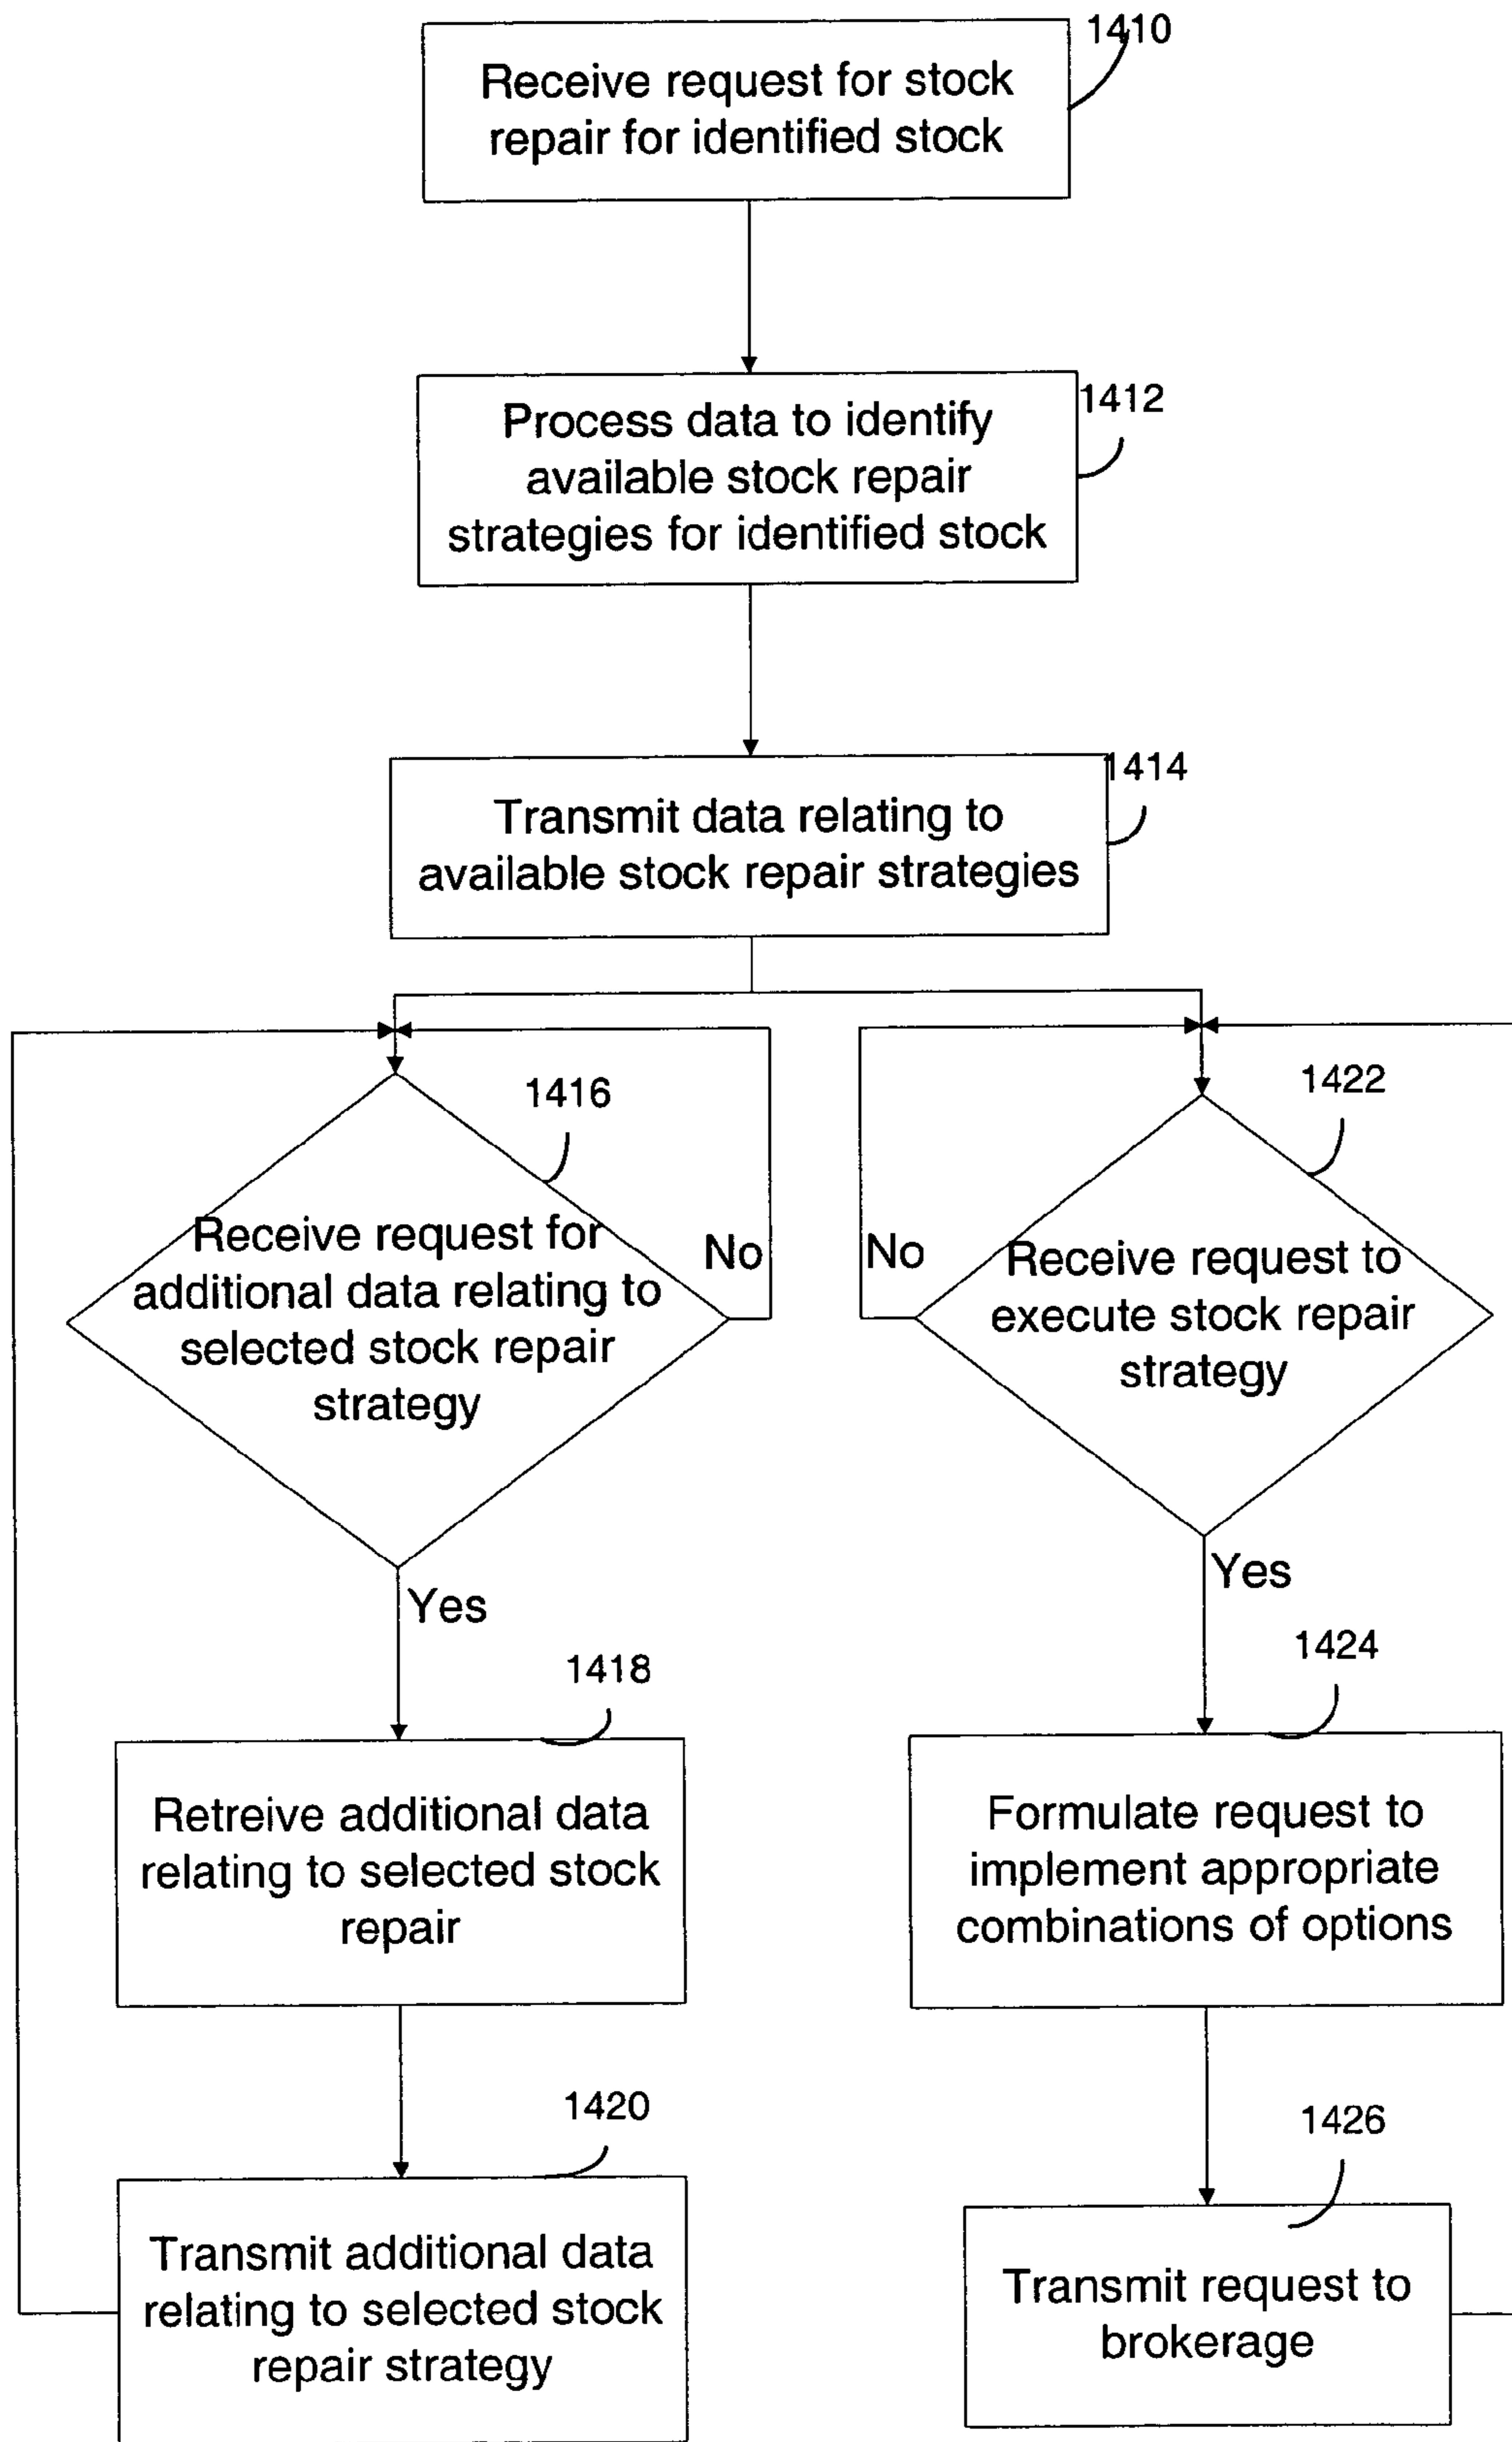 1410
Receive request for stock
repair for identified stock
1412
Process data to identify
available stock repair
strategies for identified stock
1414
Transmit data relating to
available stock repair strategies
1416
Receive request for
additional data relating to
selected stock repair
strategy
No
Yes
1418
Retreive additional data
relating to selected stock
repair
1420
Transmit additional data
relating to selected stock
repair strategy
1422
No
Receive request to
execute stock repair
strategy
Yes
1424
Formulate request to
implement appropriate
combinations of options
1426
Transmit request to
brokerage